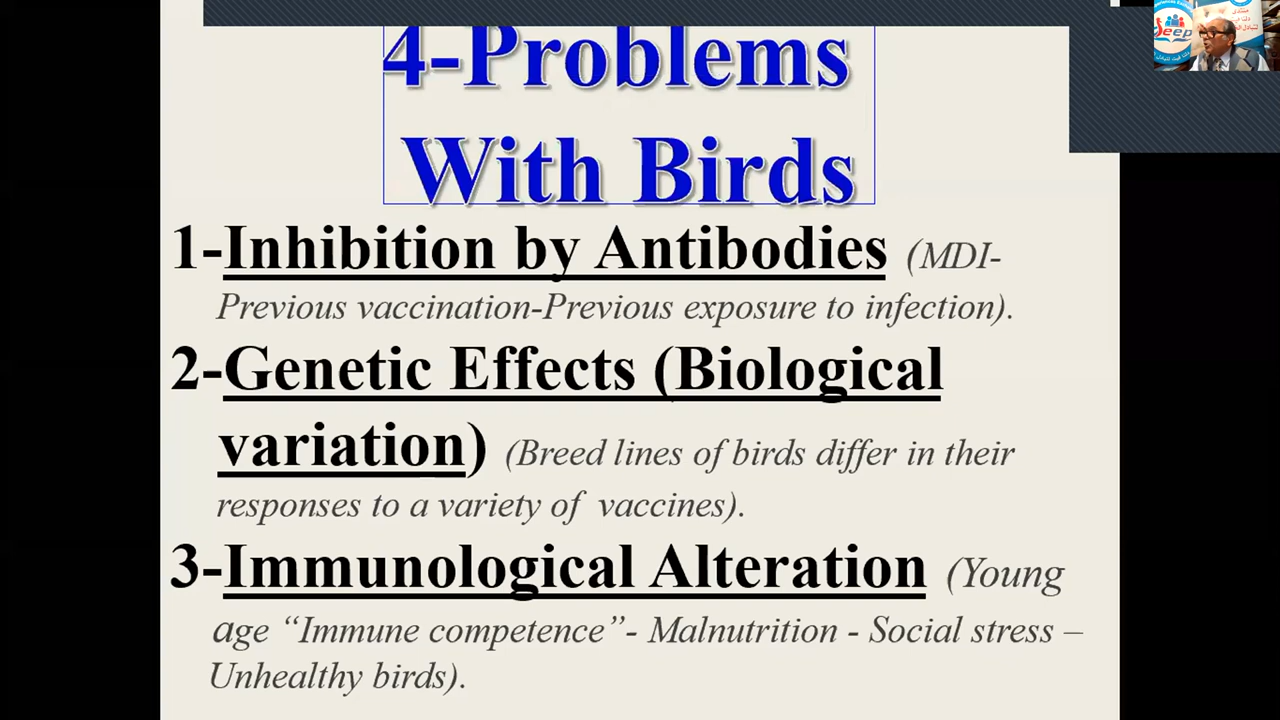 4-Problems
With Birds
1-Inhibition by Antibodies (MDI-
Previous vaccination-Previous exposure to infection).
2-Genetic Effects (Biological
variation) (Breed lines of birds differ in their
responses to a variety of vaccines).
3-Immunological Alteration (Young
age “Immune competence”- Malnutrition - Social stress –
Unhealthy birds).
Jeep
منتدى